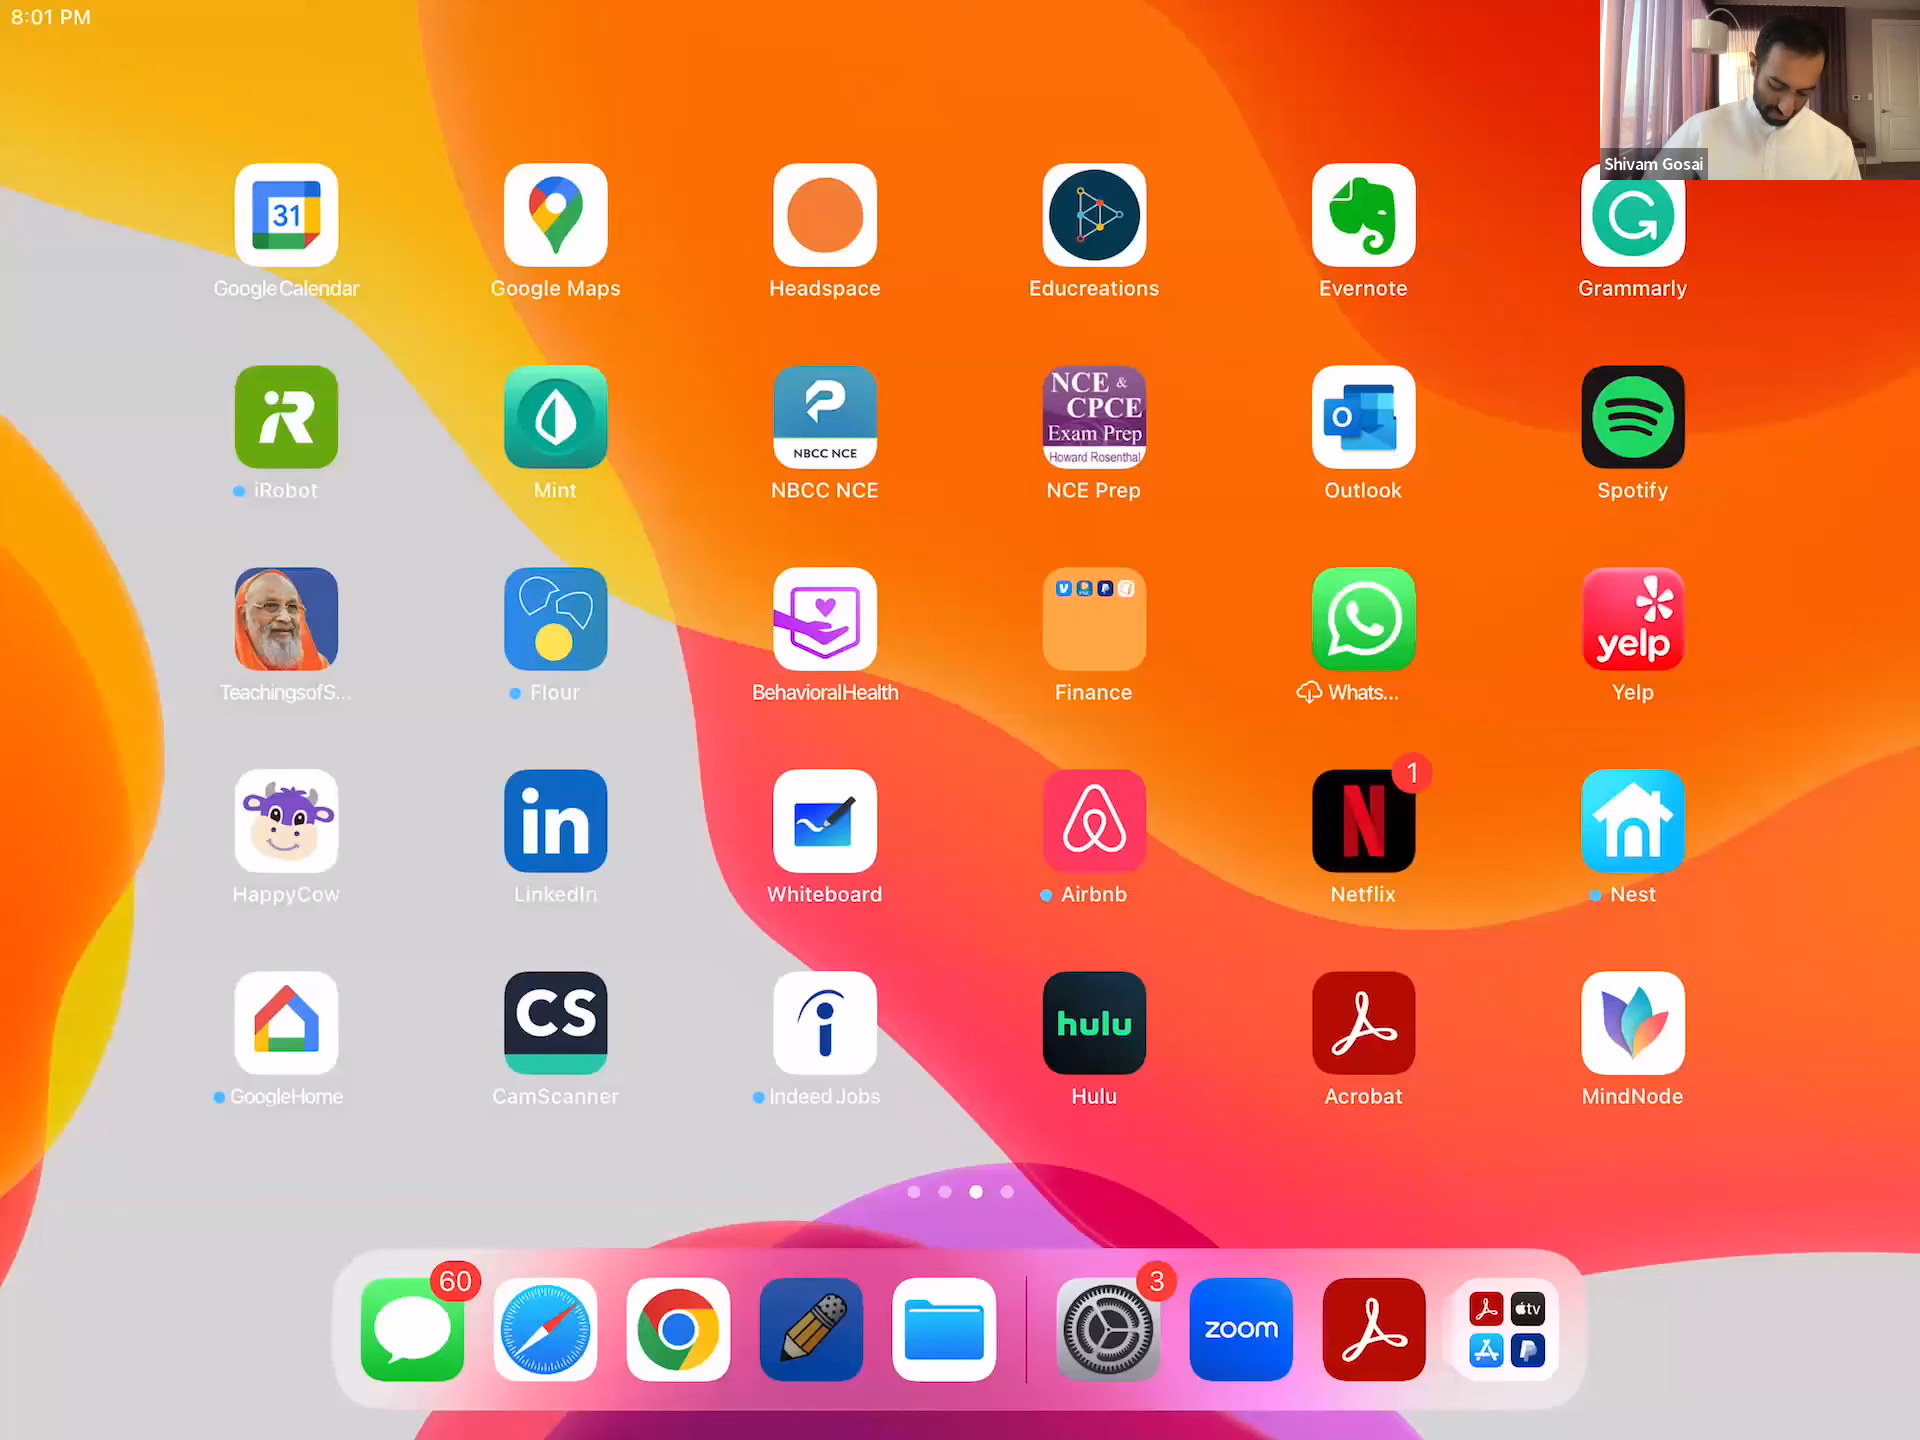 8:01 PM
Shivam Gosai
31
Google Calendar
Google Maps
Headspace
Educreations
Evernote
Grammarly
iRobot
Mint
NBCC NCE
NBCC NCE
NCE &
CPCE
Exam Prep
Howard Rosenthal
NCE Prep
Outlook
Spotify
TeachingsofS...
Flour
BehavioralHealth
Finance
Whats...
yelp
Yelp
HappyCow
in
LinkedIn
Whiteboard
Airbnb
1
Netflix
Nest
GoogleHome
CS
CamScanner
Indeed Jobs
hulu
Hulu
Acrobat
MindNode
60
3
zoom
tv